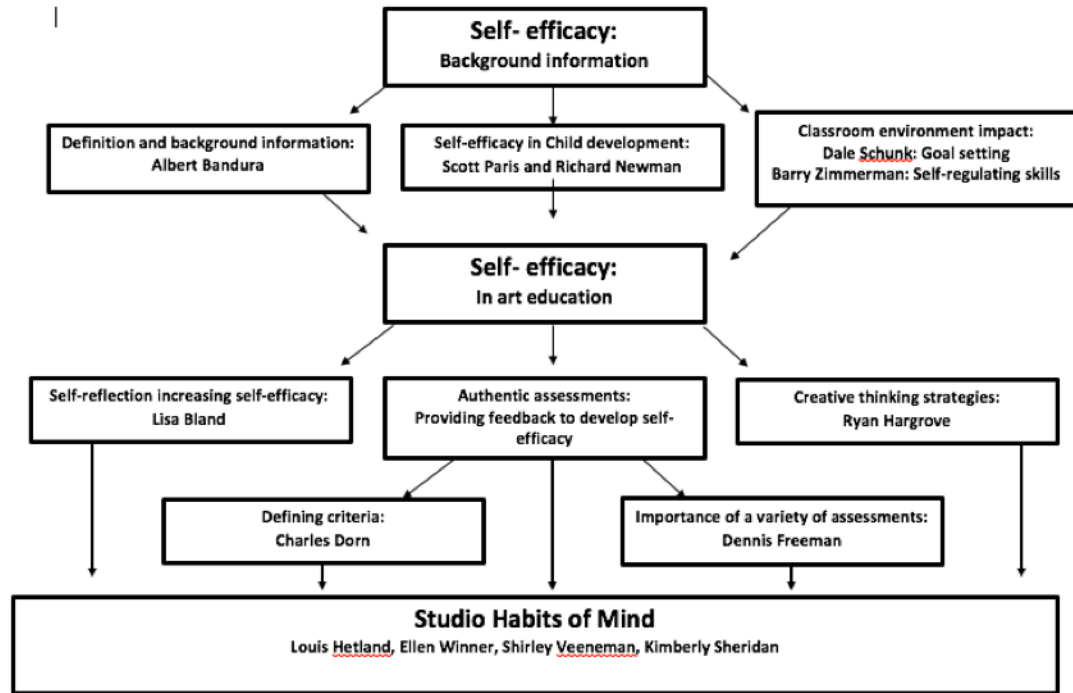 Self- efficacy:
Background information
Definition and background information:
Albert Bandura
Self-efficacy in Child development:
Scott Paris and Richard Newman
Classroom environment impact:
Dale Schunk: Goal setting
Barry Zimmerman: Self-regulating skills
Self- efficacy:
In art education
Self-reflection increasing self-efficacy:
Lisa Bland
Authentic assessments:
Providing feedback to develop self-
efficacy
Creative thinking strategies:
Ryan Hargrove
Defining criteria:
Charles Dorn
Importance of a variety of assessments:
Dennis Freeman
Studio Habits of Mind
Louis Hetland, Ellen Winner, Shirley Veeneman, Kimberly Sheridan